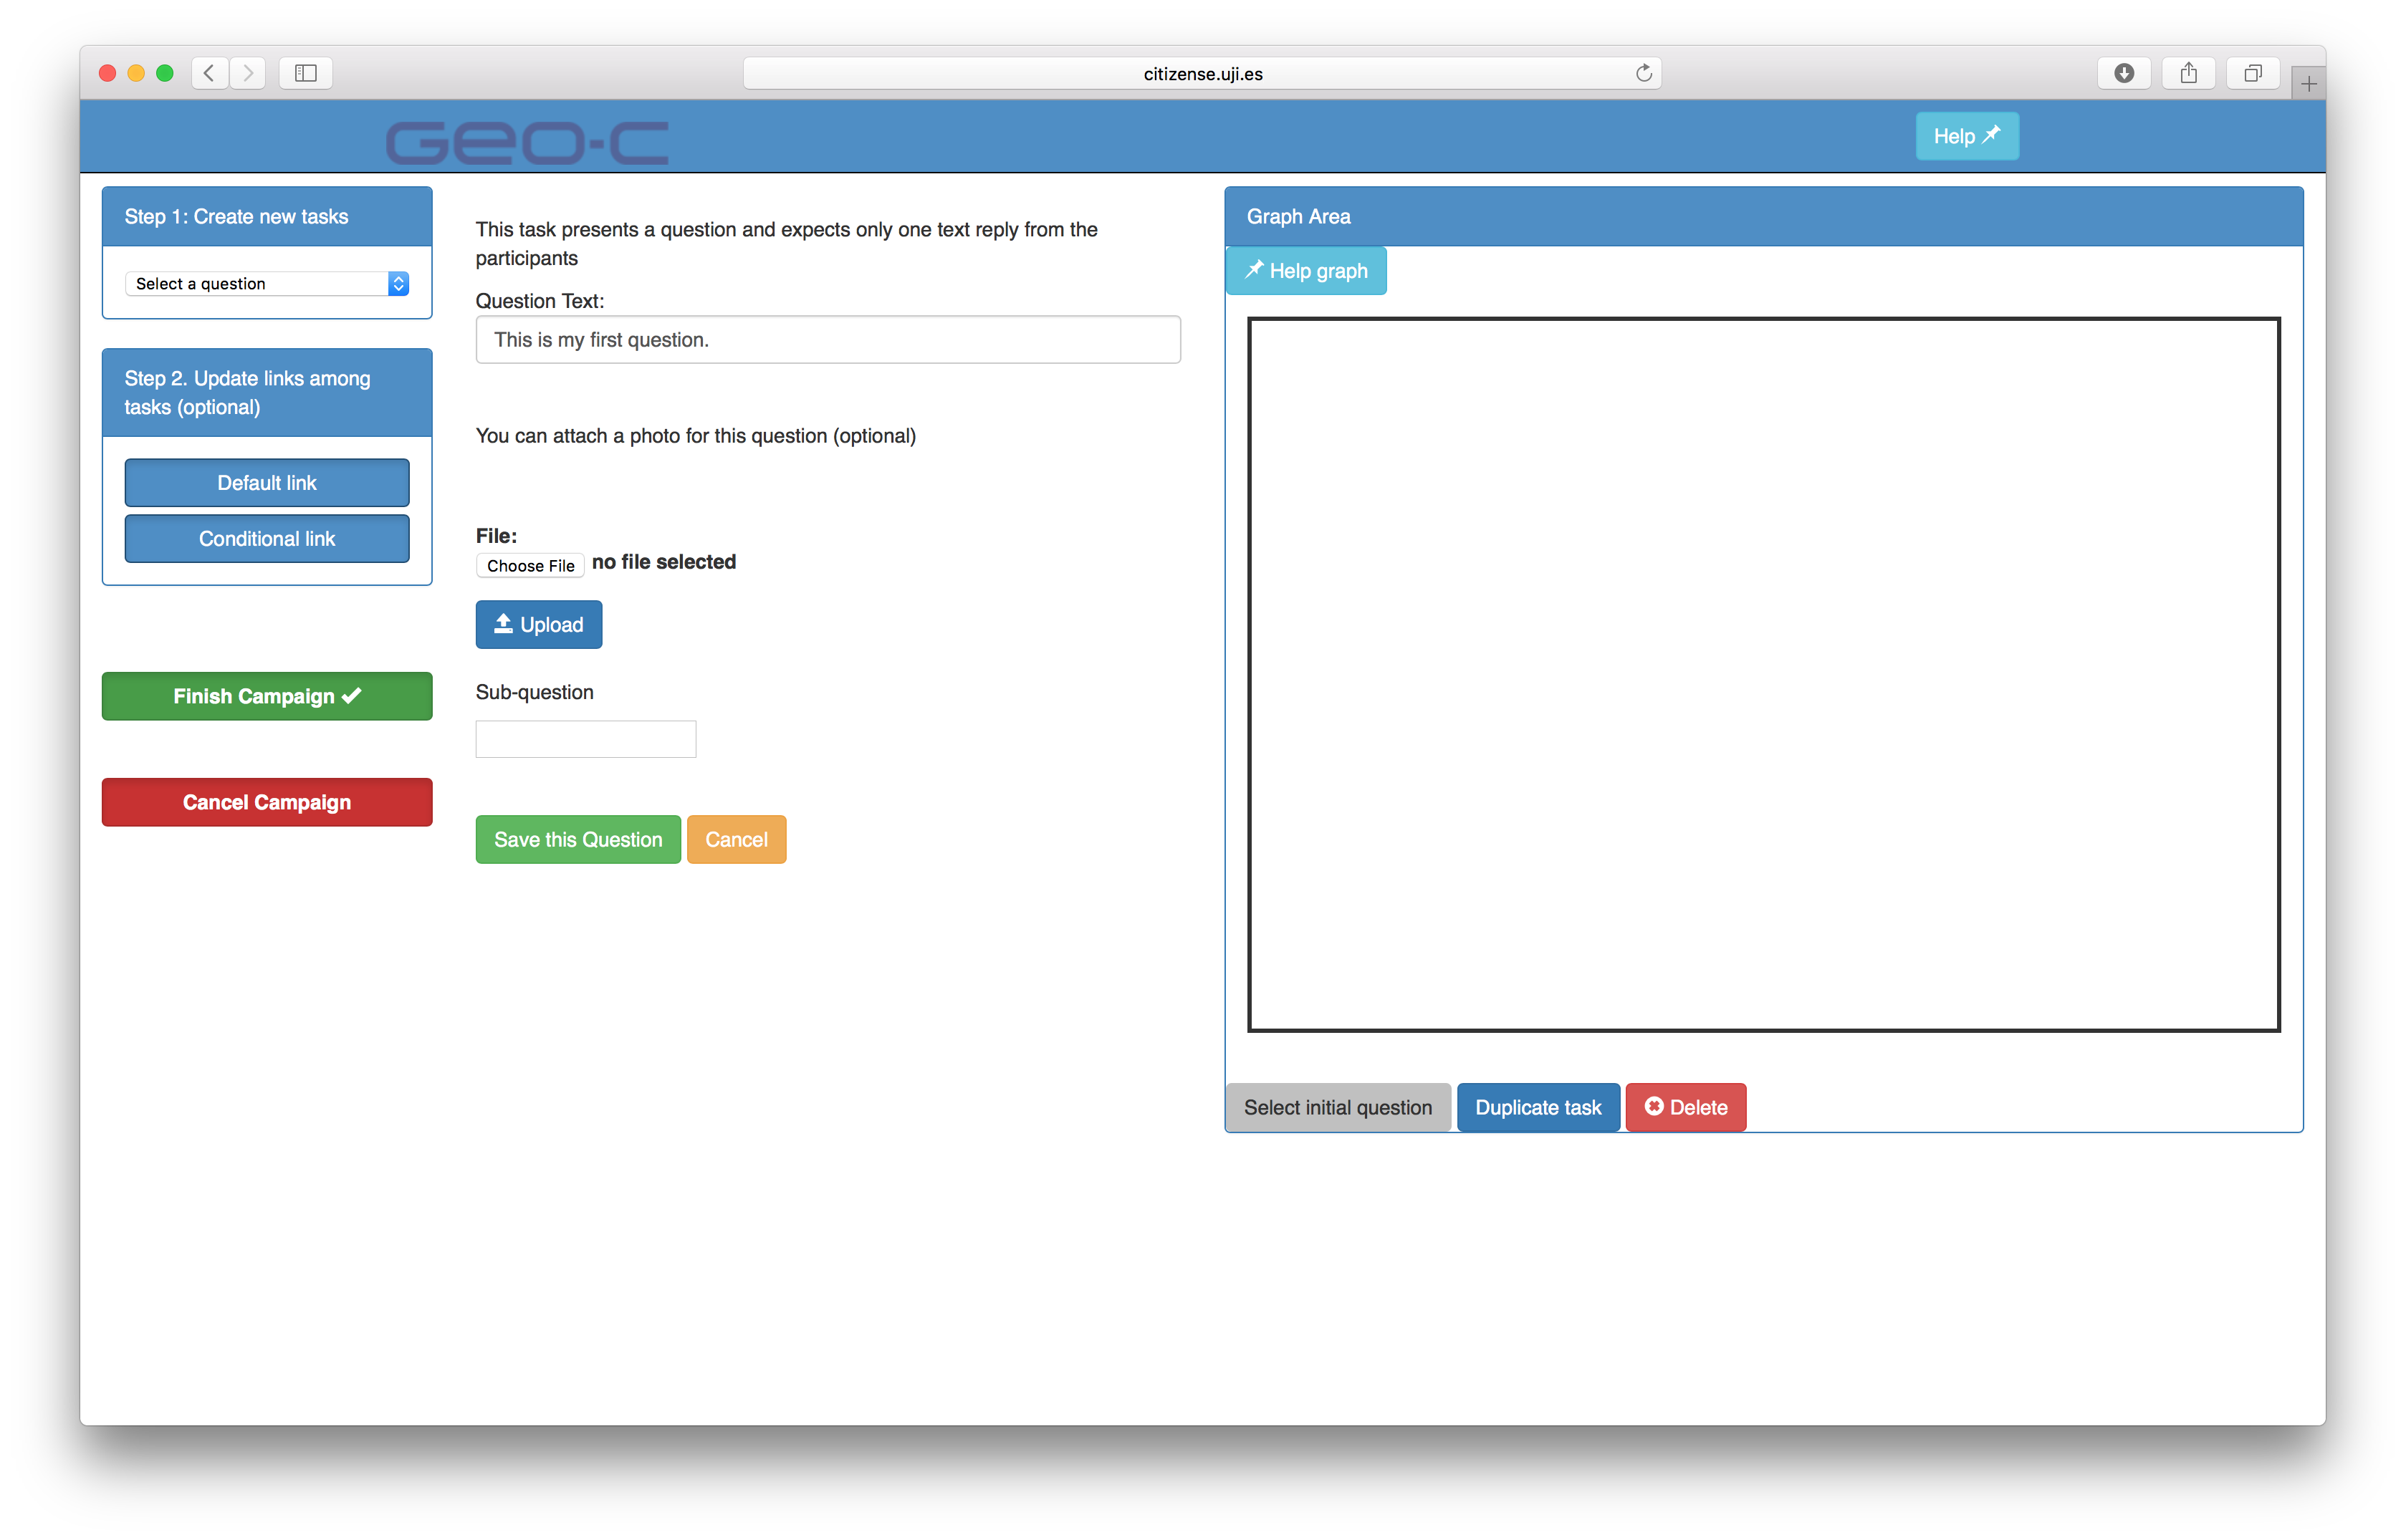 citizense.uji.es
GEO-C
Help
Step 1: Create new tasks
Select a question
Step 2. Update links among
tasks (optional)
Default link
Conditional link
Finish Campaign
Cancel Campaign
This task presents a question and expects only one text reply from the
participants
Question Text:
This is my first question.
You can attach a photo for this question (optional)
File:
Choose File no file selected
Upload
Sub-question
Save this Question Cancel
Graph Area
Help graph
Select initial question Duplicate task Delete